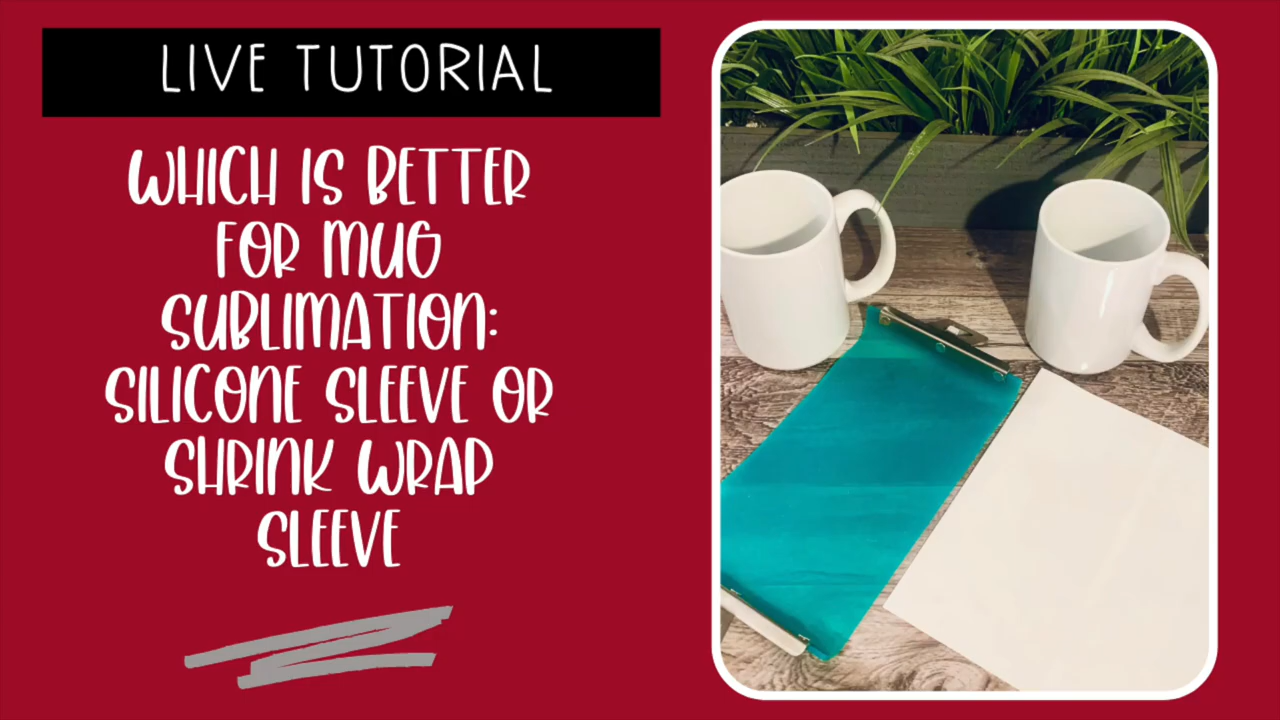 LIVE TUTORIAL
WHICH IS BETTER
FOR MUG
SUBLIMATION:
SILICONE SLEEVE OR
SHRINK WRAP
SLEEVE